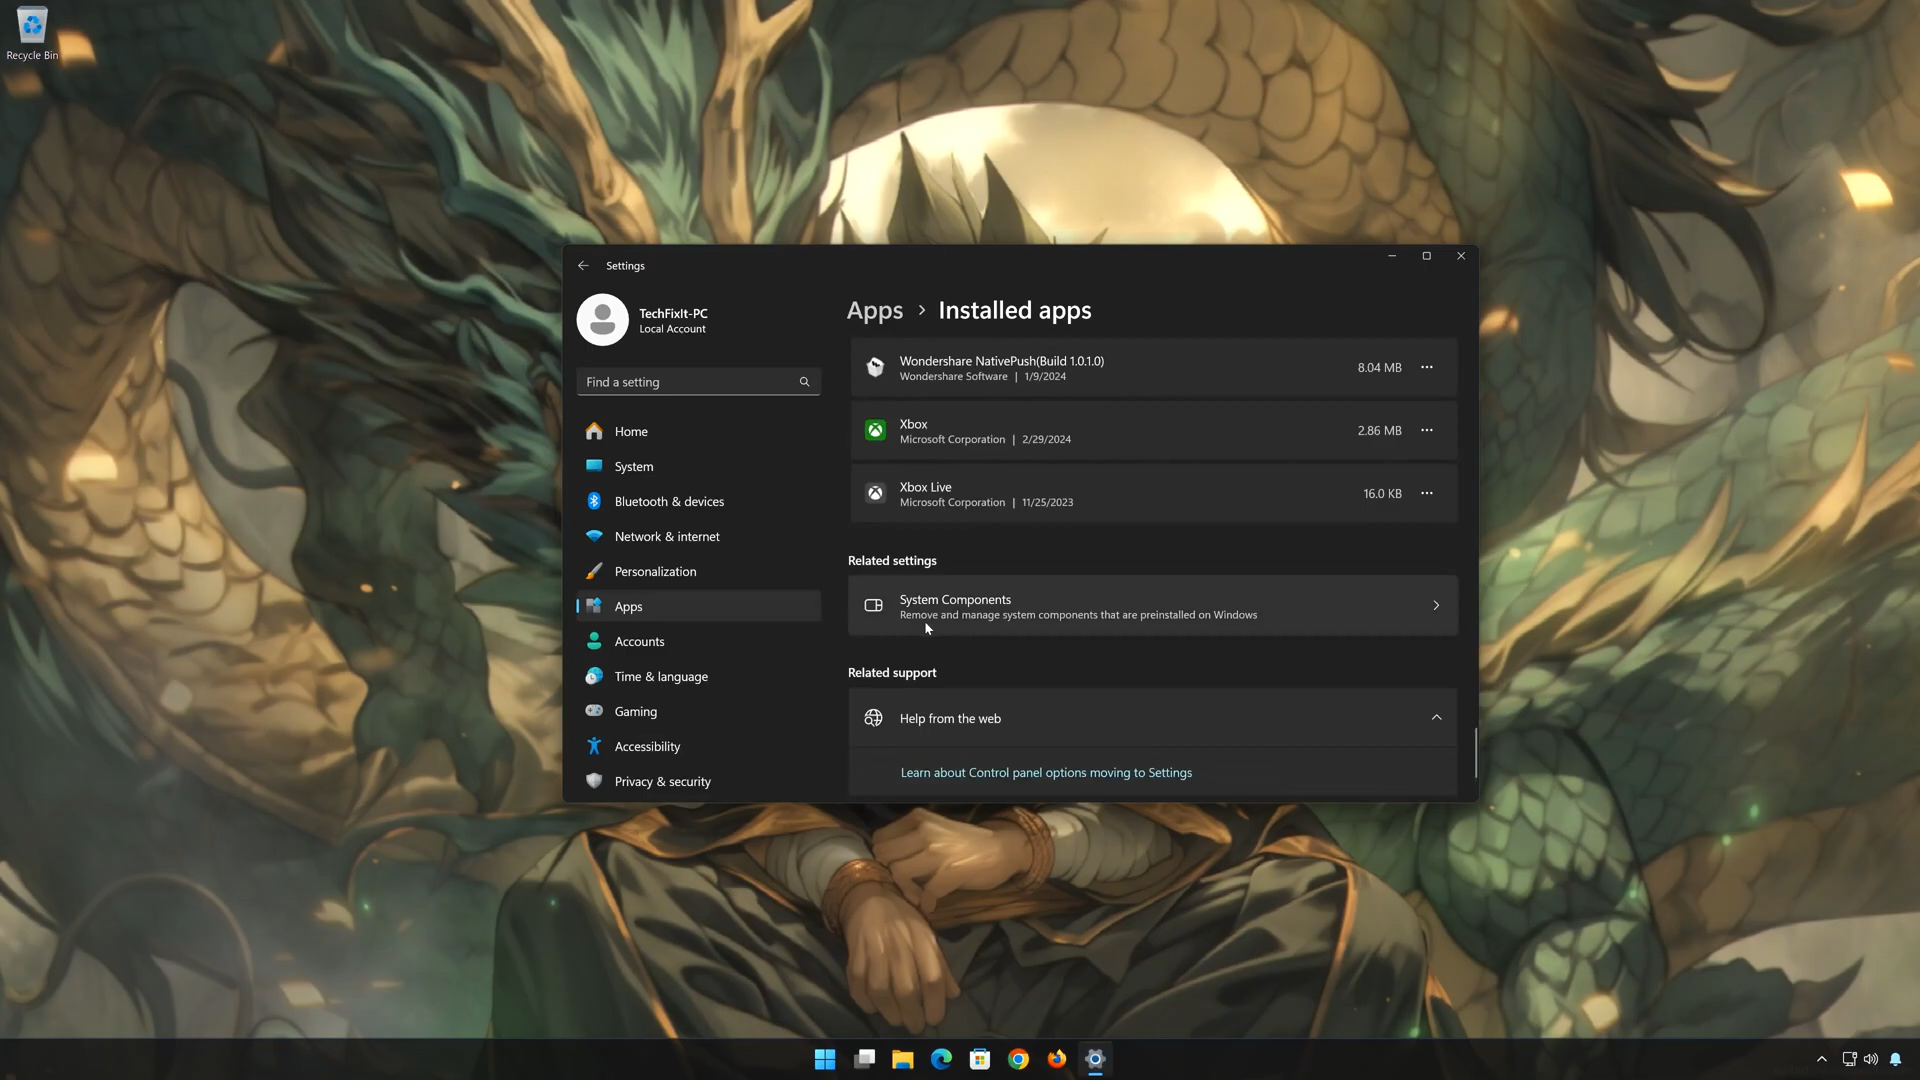 Recycle Bin
Settings
TechFixIt-PC
Local Account
Find a setting
Home
System
Bluetooth & devices
Network & internet
Personalization
Apps
Accounts
Time & language
Gaming
Accessibility
Privacy & security
Apps > Installed apps
Wondershare NativePush(Build 1.0.1.0)
Wondershare Software | 1/9/2024
8.04 MB
Xbox
Microsoft Corporation | 2/29/2024
2.86 MB
Xbox Live
Microsoft Corporation | 11/25/2023
16.0 KB
Related settings
System Components
Remove and manage system components that are preinstalled on Windows
Related support
Help from the web
Learn about Control panel options moving to Settings